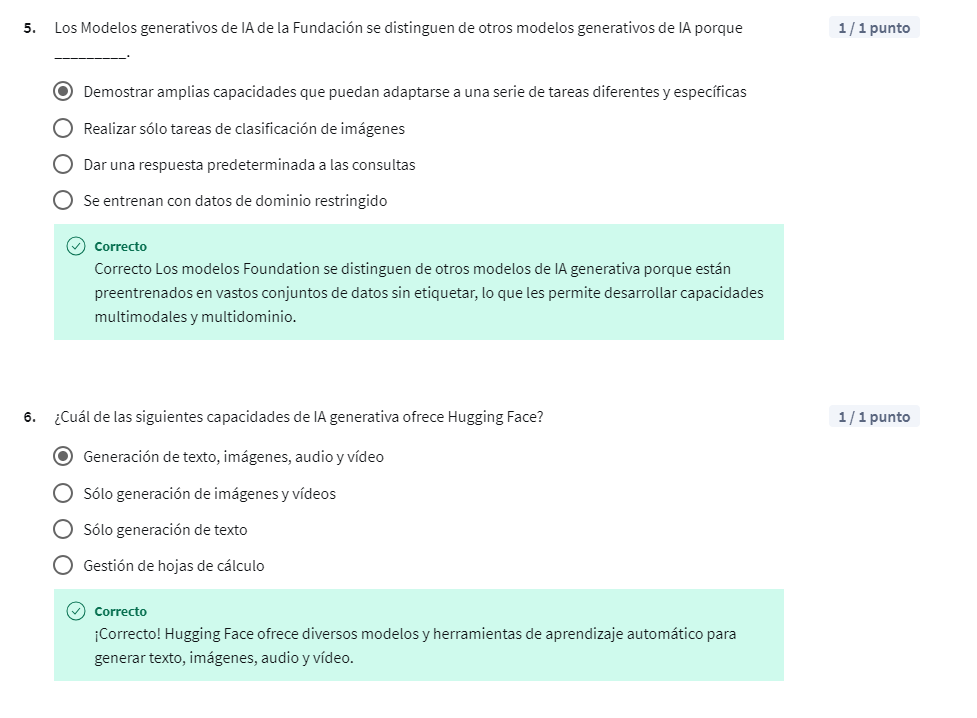 5. Los Modelos generativos de IA de la Fundación se distinguen de otros modelos generativos de IA porque 1 / 1 punto
_________.
Demostrar amplias capacidades que puedan adaptarse a una serie de tareas diferentes y específicas
Realizar sólo tareas de clasificación de imágenes
Dar una respuesta predeterminada a las consultas
Se entrenan con datos de dominio restringido
Correcto
Correcto Los modelos Foundation se distinguen de otros modelos de IA generativa porque están
preentrenados en vastos conjuntos de datos sin etiquetar, lo que les permite desarrollar capacidades
multimodales y multidominio.
6. ¿Cuál de las siguientes capacidades de IA generativa ofrece Hugging Face? 1 / 1 punto
Generación de texto, imágenes, audio y vídeo
Sólo generación de imágenes y vídeos
Sólo generación de texto
Gestión de hojas de cálculo
Correcto
¡Correcto! Hugging Face ofrece diversos modelos y herramientas de aprendizaje automático para
generar texto, imágenes, audio y vídeo.